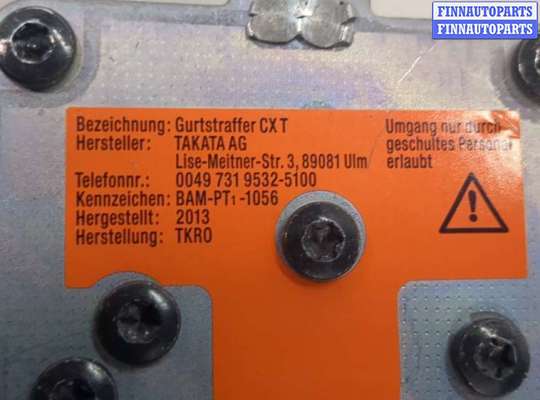 FINNAUTOPARTS
FINNAUTOPARTS
Bezeichnung: Gurtstraffer CX T
Hersteller: TAKATA AG
Lise-Meitner-Str. 3, 89081 Ulm
Telefonnr.: 0049 731 9532-5100
Kennzeichen: BAM-PT1-1056
Hergestellt: 2013
Herstellung: TKRO
Umgang nur durch
geschultes Personal
erlaubt